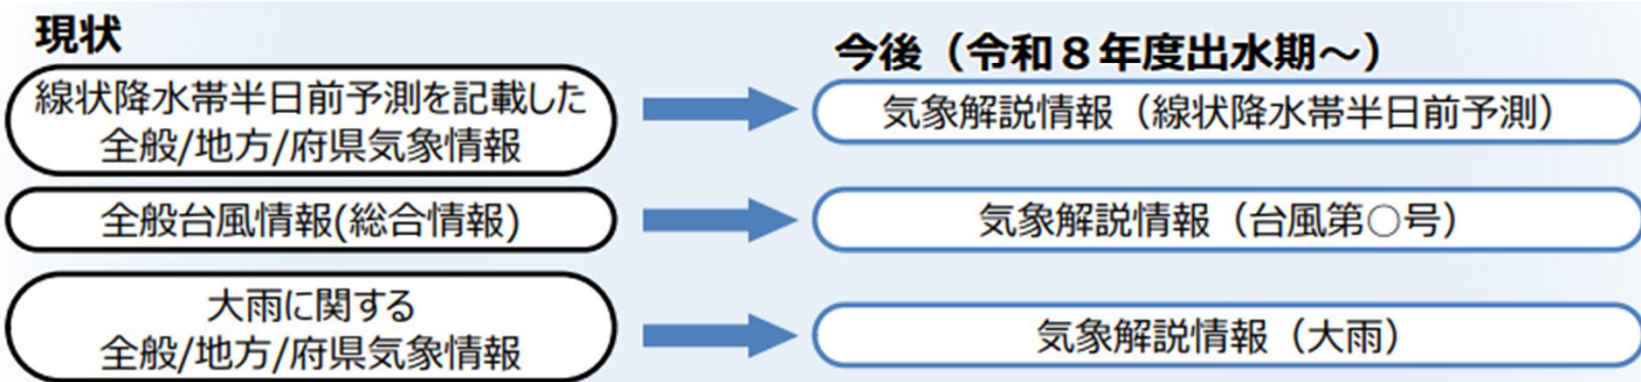 現状
今後（令和８年度出水期～）
線状降水帯半日前予測を記載した
全般/地方/府県気象情報
気象解説情報（線状降水帯半日前予測）
全般台風情報(総合情報)
気象解説情報（台風第○号）
大雨に関する
全般/地方/府県気象情報
気象解説情報（大雨）